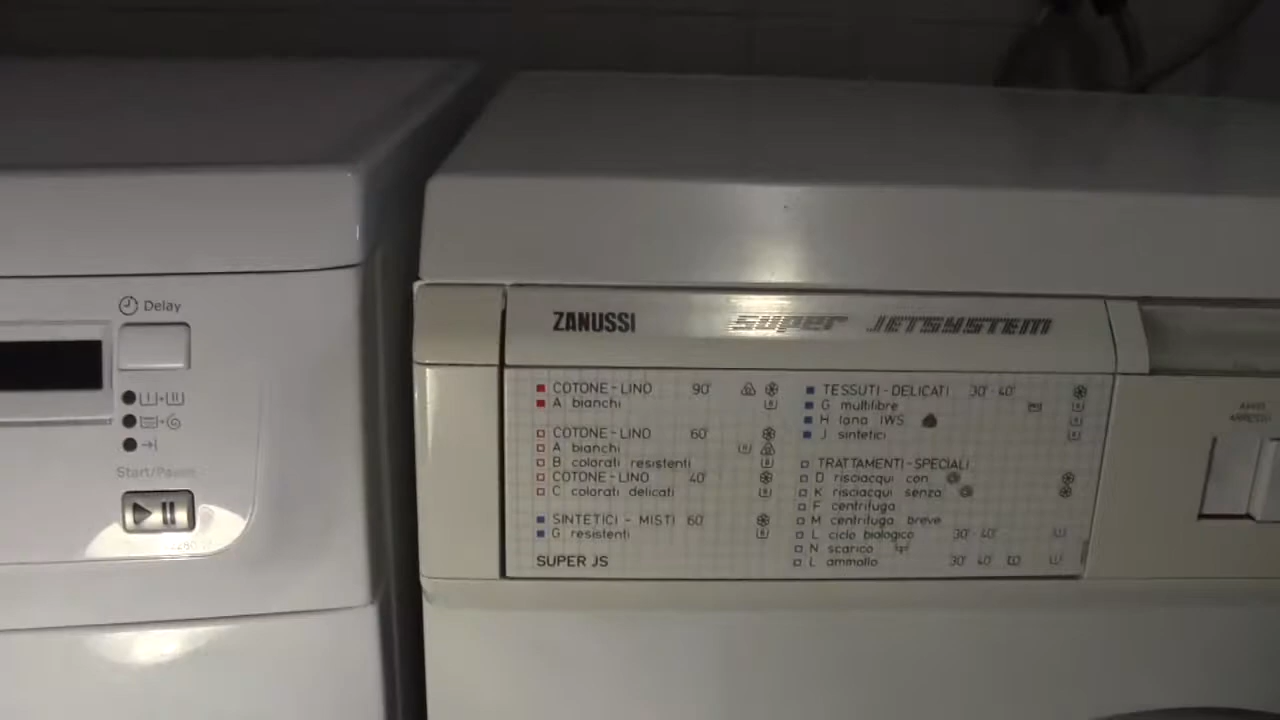 Delay
Start/Pause
ZANUSSI
Super JETSYSTEM
COTONE-LINO 90°
A bianchi
COTONE-LINO 60°
A bianchi
B colorati resistenti
COTONE-LINO 40°
C colorati delicati
SINTETICI - MISTI 60°
G resistenti
SUPER JS
TESSUTI-DELICATI 30°-40°
G multifibre
H lana IWS
J sintetici
TRATTAMENTI-SPECIALI
D risciacqui con
K risciacqui senza
F centrifuga
M centrifuga breve
L ciclo biologico 30°-40°
N scarico
L ammollo 30° 40°